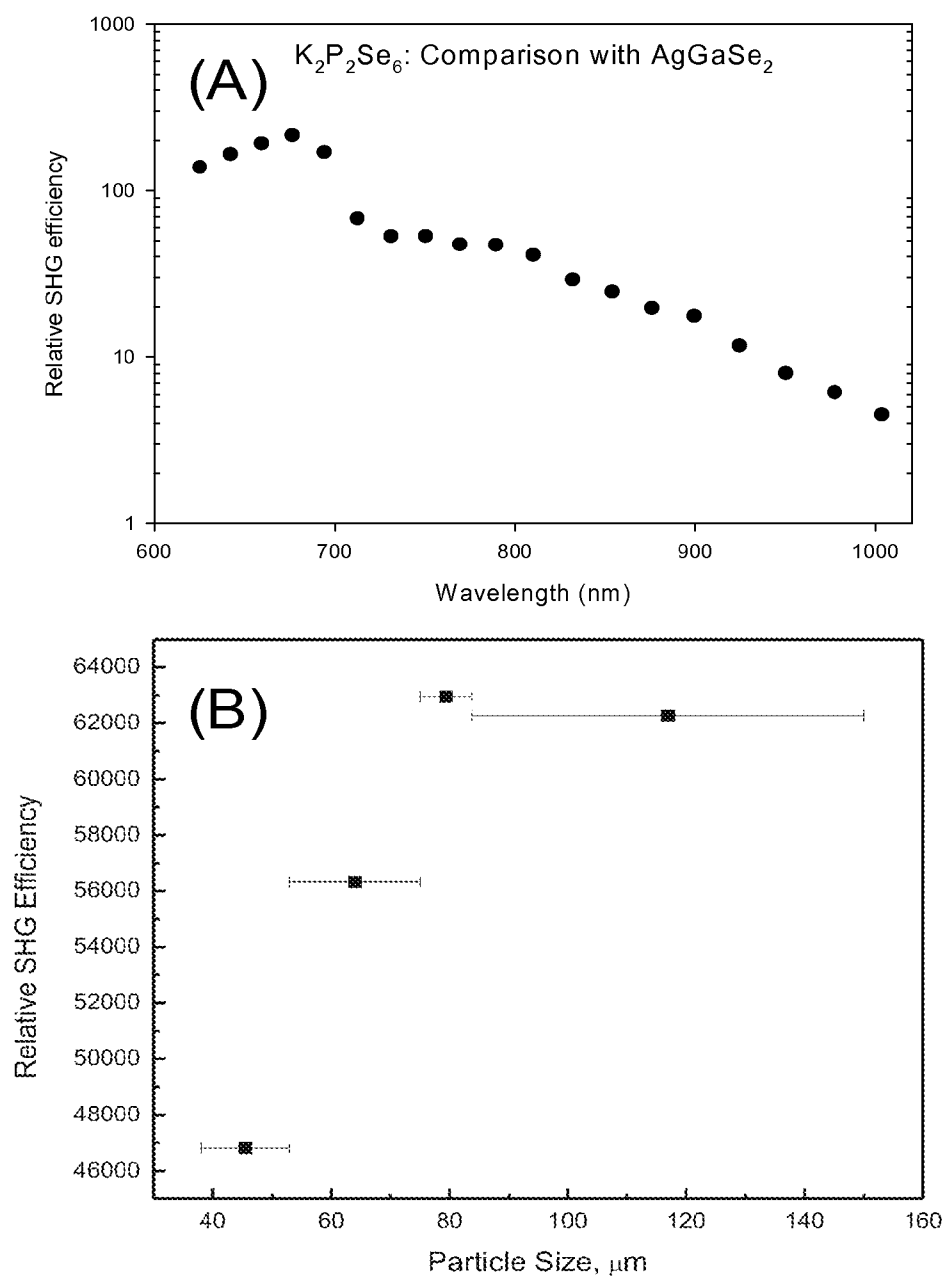 1000
K₂P₂Se₆: Comparison with AgGaSe₂
(A)
100
10
1
Relative SHG efficiency
600 700 800 900 1000
Wavelength (nm)
64000
(B)
62000
60000
58000
56000
54000
52000
50000
48000
46000
Relative SHG Efficiency
40 60 80 100 120 140 160
Particle Size, μm